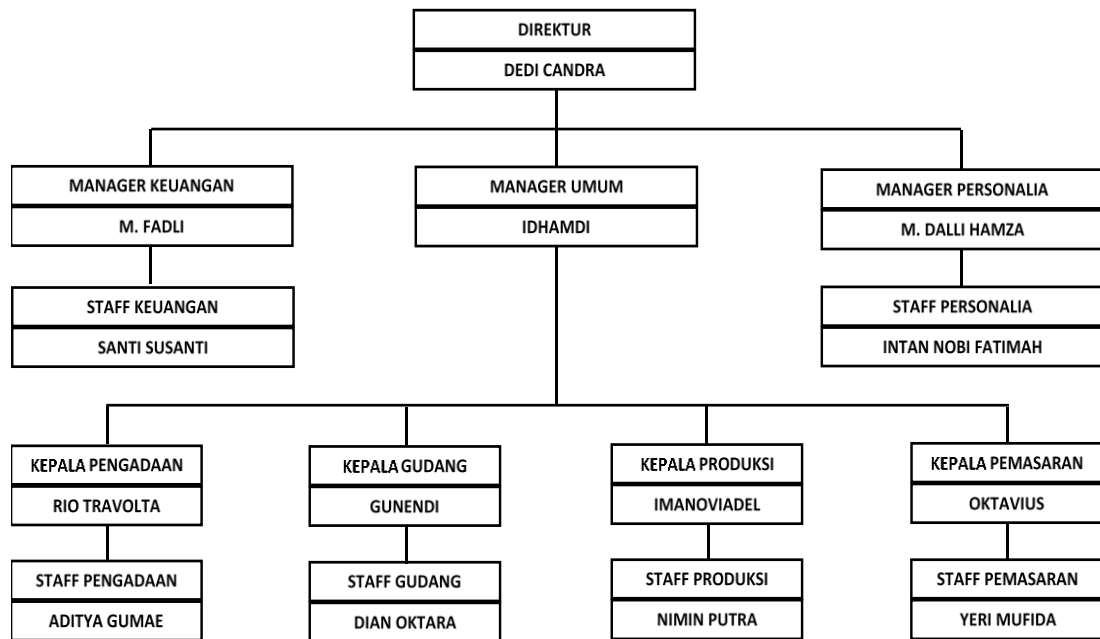 DIREKTUR
DEDI CANDRA
MANAGER KEUANGAN
M. FADLI
MANAGER UMUM
IDHAMDI
MANAGER PERSONALIA
M. DALLI HAMZA
STAFF KEUANGAN
SANTI SUSANTI
STAFF PERSONALIA
INTAN NOBI FATIMAH
KEPALA PENGADAAN
RIO TRAVOLTA
KEPALA GUDANG
GUNENDI
KEPALA PRODUKSI
IMANOVIADEL
KEPALA PEMASARAN
OKTAVIUS
STAFF PENGADAAN
ADITYA GUMAE
STAFF GUDANG
DIAN OKTARA
STAFF PRODUKSI
NIMIN PUTRA
STAFF PEMASARAN
YERI MUFIDA